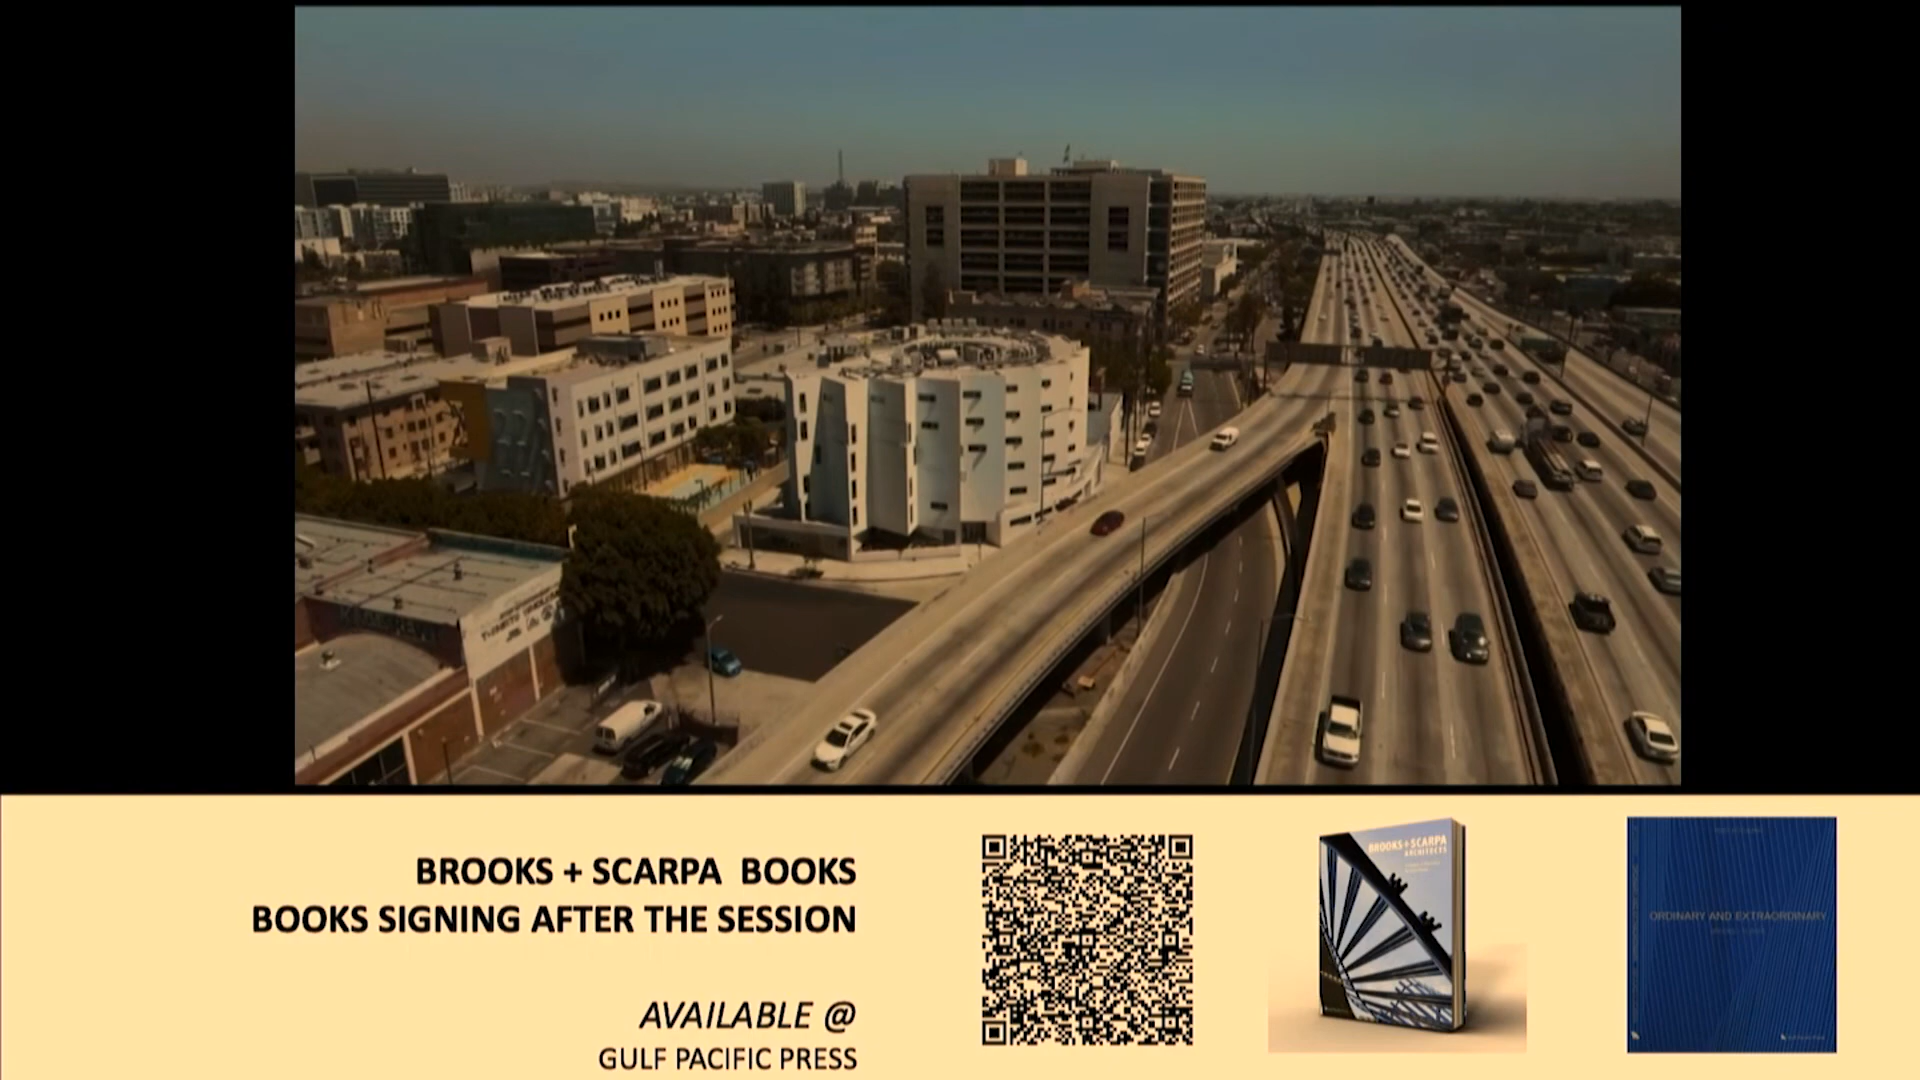 BROOKS + SCARPA BOOKS
BOOKS SIGNING AFTER THE SESSION
AVAILABLE @
GULF PACIFIC PRESS
BROOKS + SCARPA
ARCHITECTS
ORDINARY AND EXTRAORDINARY